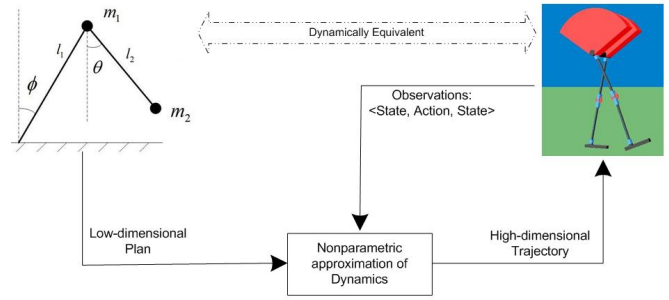 m₁
l₁
l₂
ϕ
θ
m₂
Dynamically Equivalent
Observations:
<State, Action, State>
Low-dimensional
Plan
Nonparametric
approximation of
Dynamics
High-dimensional
Trajectory